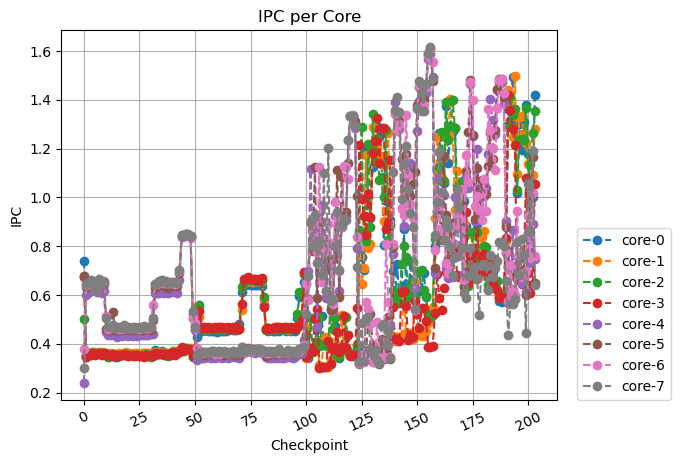 IPC per Core
1.6
1.4
1.2
1.0
0.8
0.6
0.4
0.2
IPC
0 25 50 75 100 125 150 175 200
Checkpoint
core-0
core-1
core-2
core-3
core-4
core-5
core-6
core-7